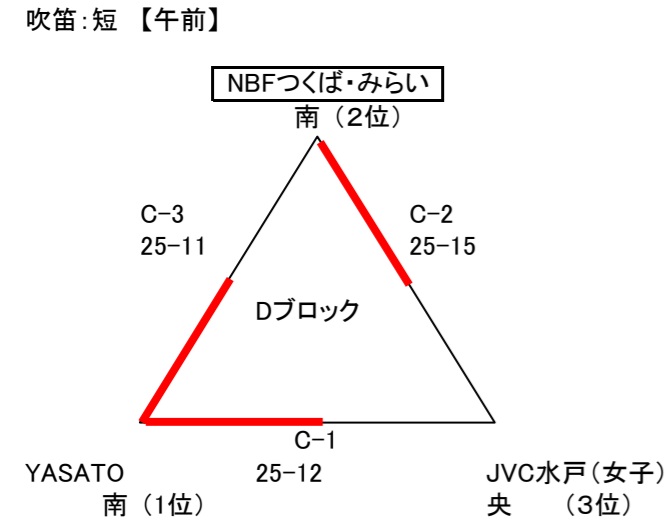 吹笛:短 【午前】
NBFつくば・みらい
南（2位）
C-3
25-11
C-2
25-15
Dブロック
C-1
25-12
YASATO
南（1位）
JVC水戸（女子）
央　（3位）